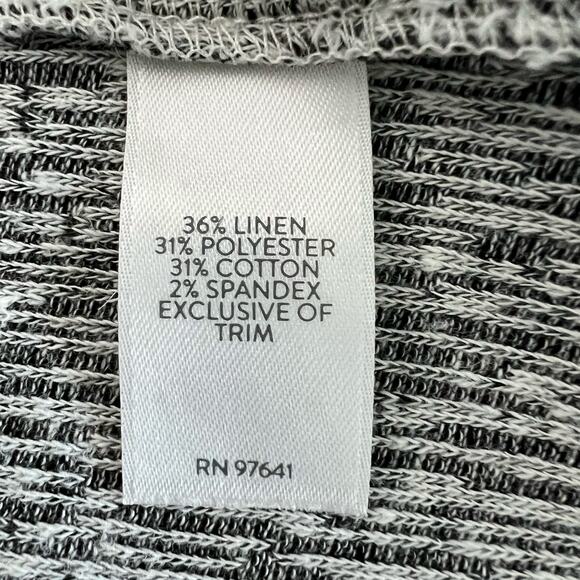 36% LINEN
31% POLYESTER
31% COTTON
2% SPANDEX
EXCLUSIVE OF
TRIM
RN 97641